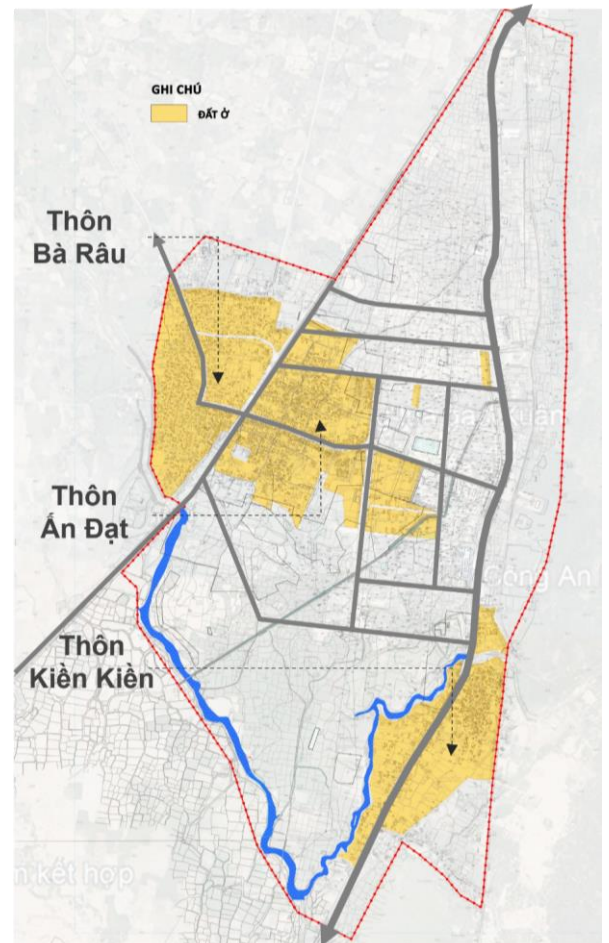 GHI CHÚ
ĐẤT Ở
Thôn
Bà Râu
Thôn
Ấn Đạt
Công An
Thôn
Kiền Kiền
kết hợp